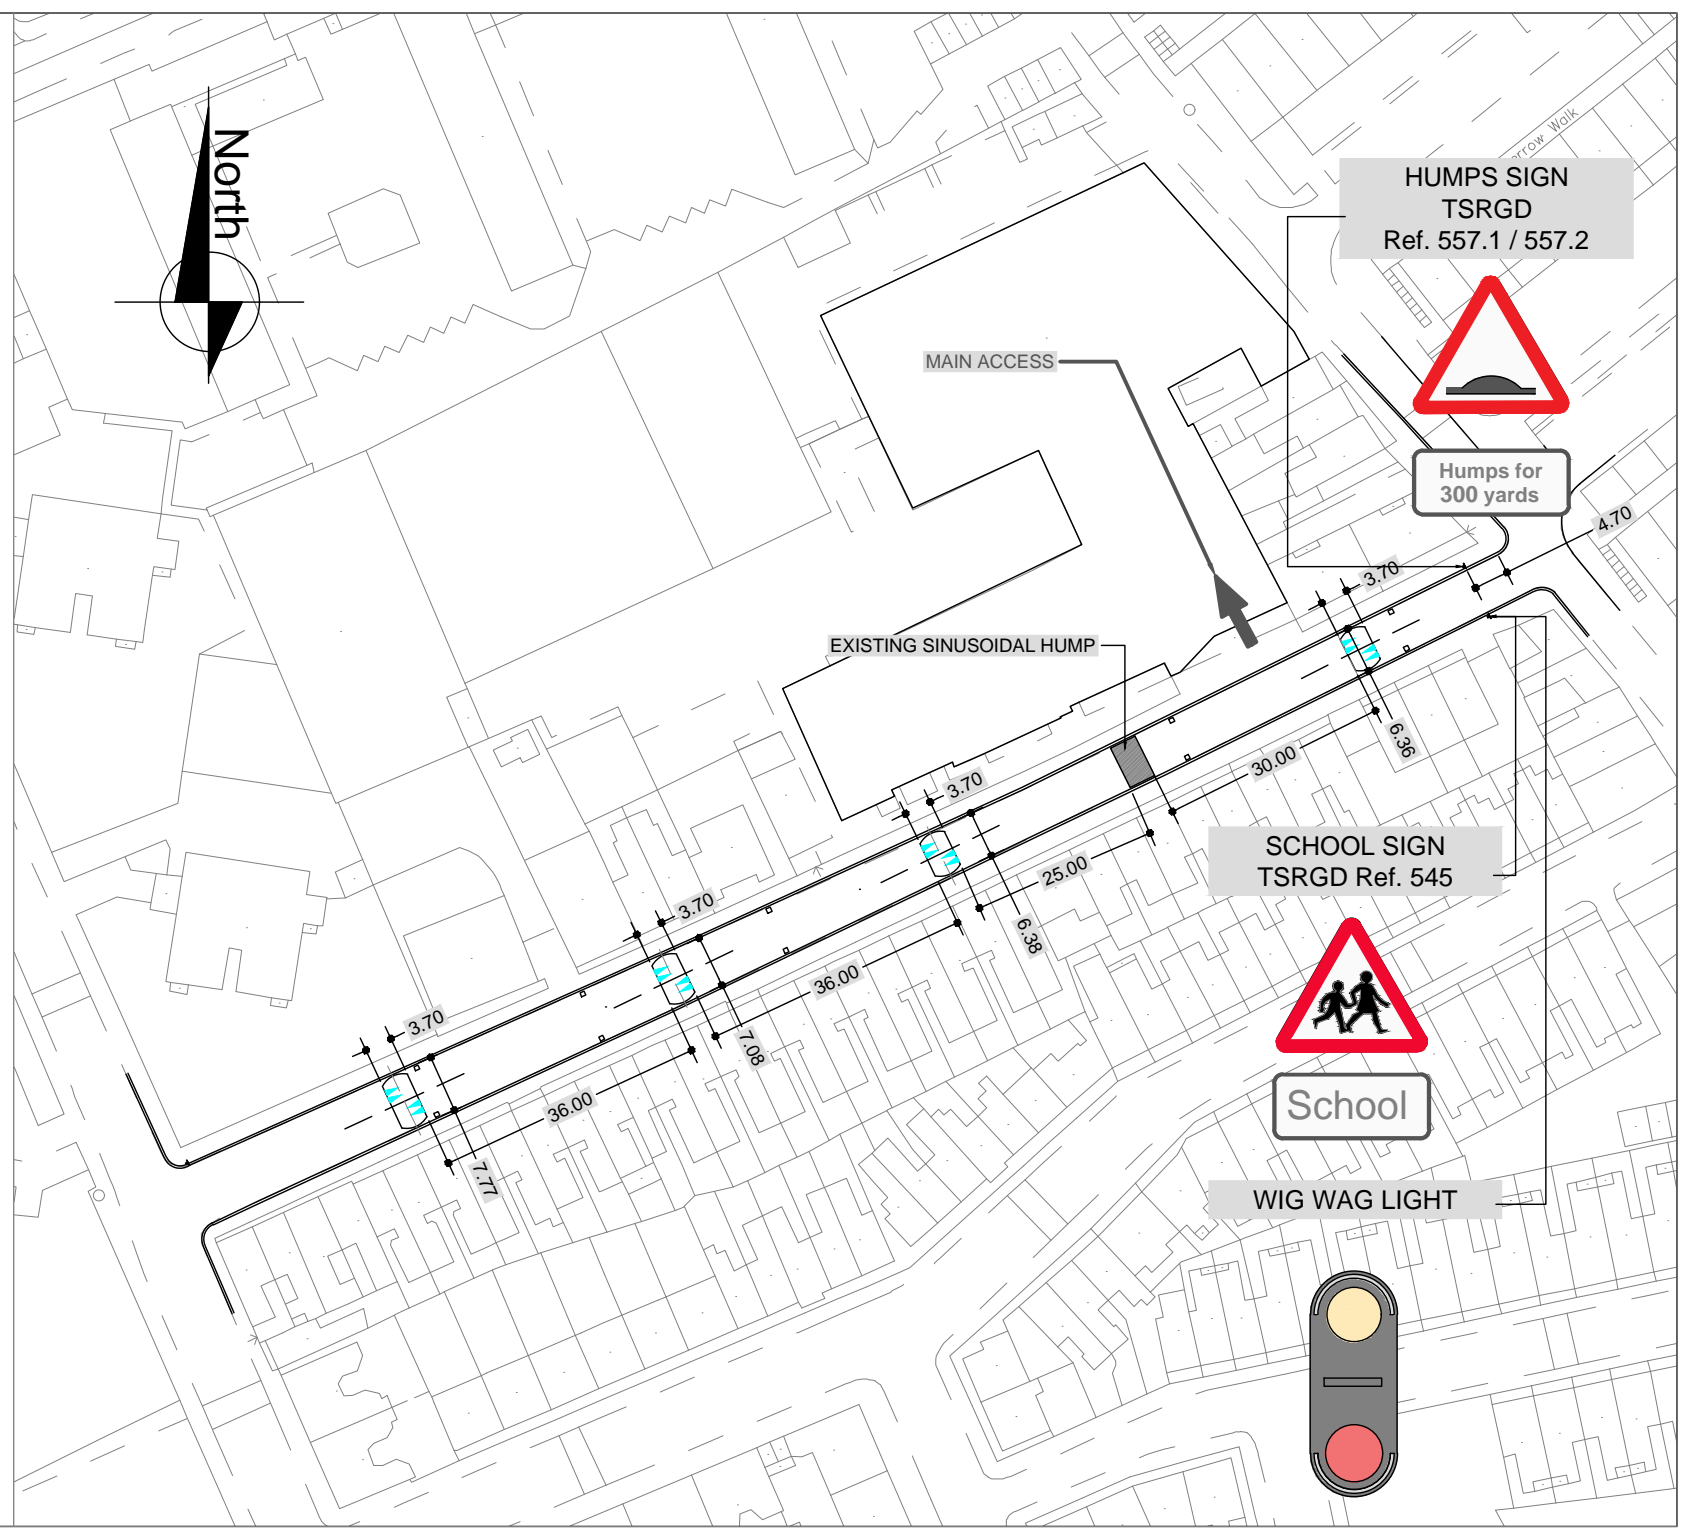 North
Walk
HUMPS SIGN
TSRGD
Ref. 557.1 / 557.2
MAIN ACCESS
Humps for
300 yards
4.70
3.70
EXISTING SINUSOIDAL HUMP
6.36
30.00
3.70
25.00
6.38
SCHOOL SIGN
TSRGD Ref. 545
3.70
36.00
7.08
3.70
36.00
7.77
School
WIG WAG LIGHT